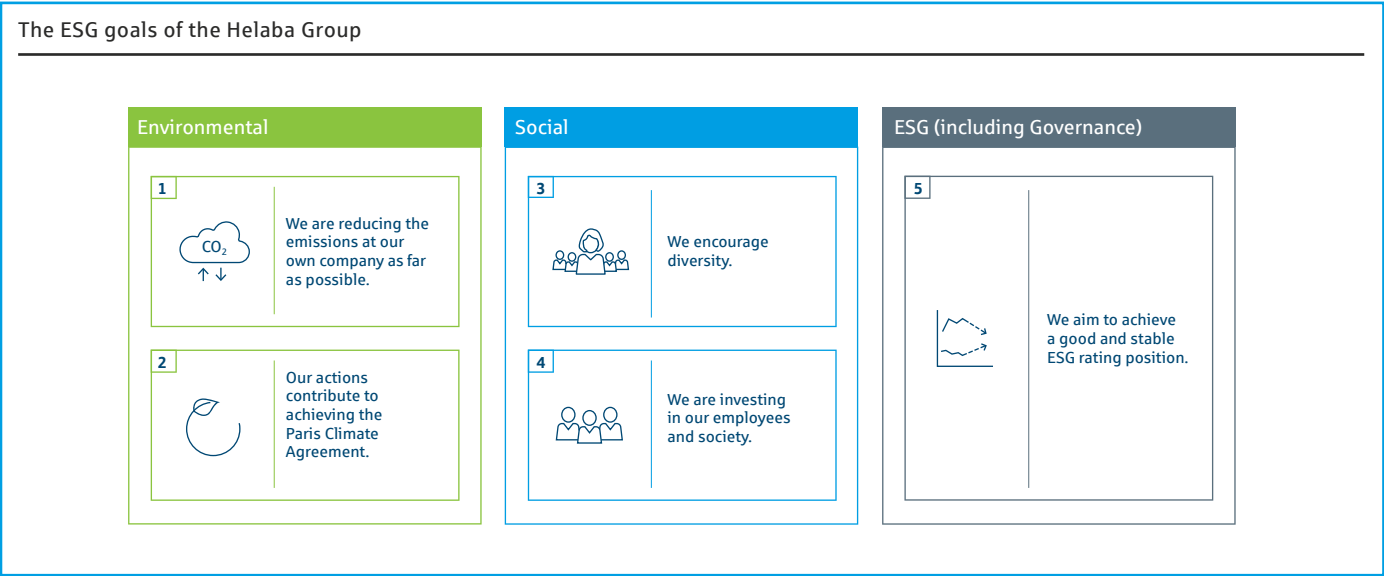 The ESG goals of the Helaba Group
Environmental
1
CO₂
We are reducing the
emissions at our
own company as far
as possible.
2
Our actions
contribute to
achieving the
Paris Climate
Agreement.
Social
3
We encourage
diversity.
4
We are investing
in our employees
and society.
ESG (including Governance)
5
We aim to achieve
a good and stable
ESG rating position.